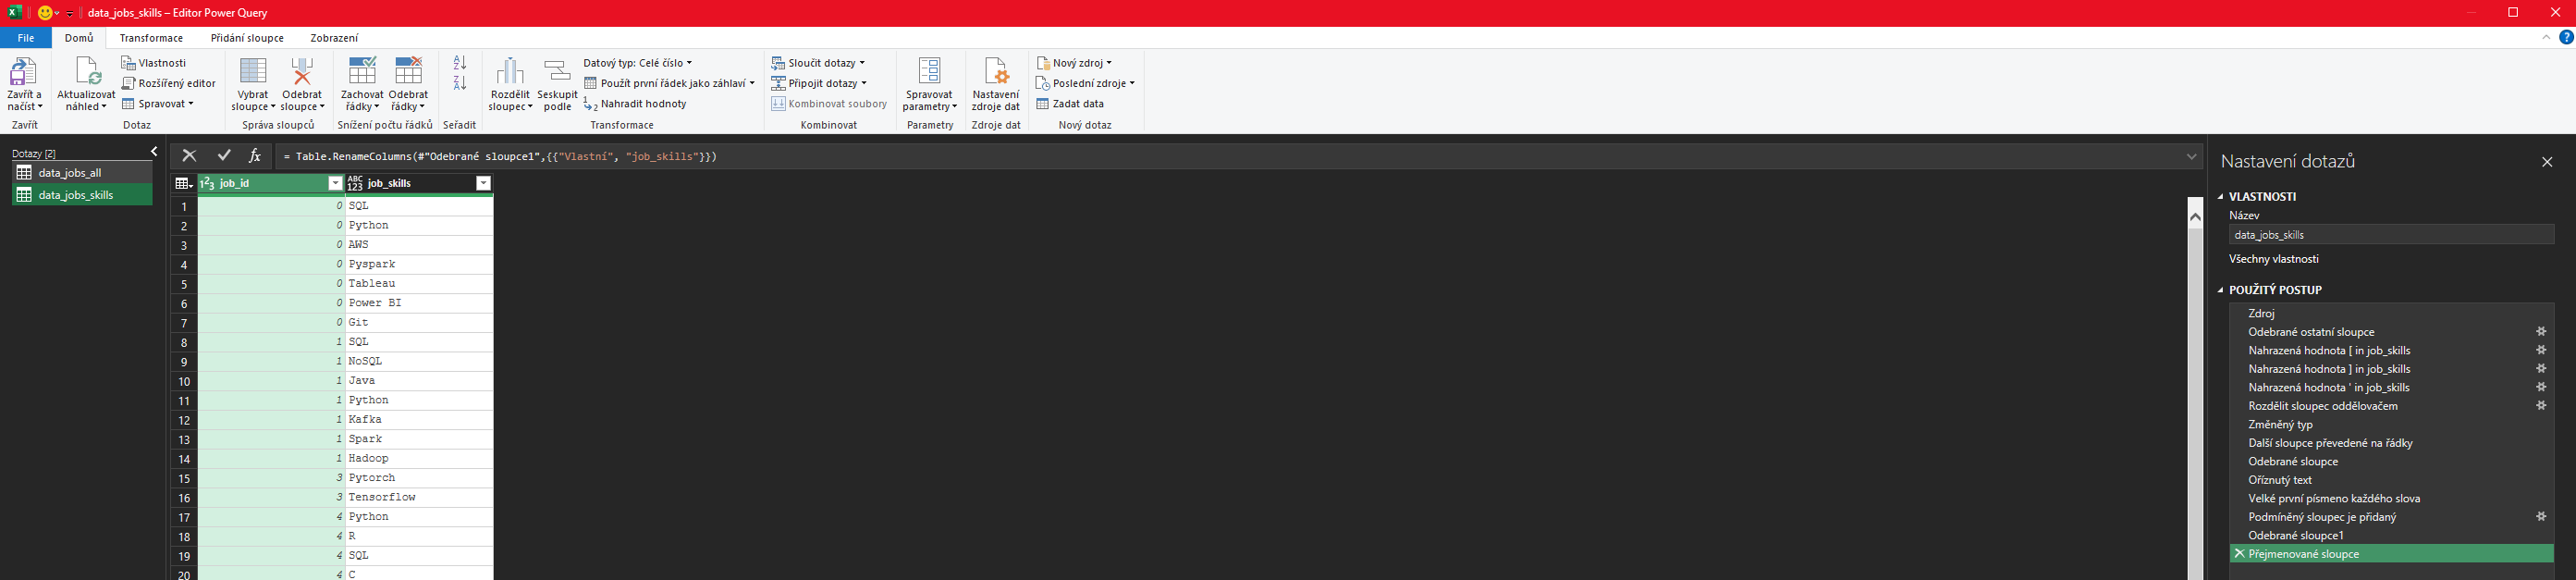 data_jobs_skills – Editor Power Query
File Domů Transformace Přidání sloupce Zobrazení
Zavřít a načíst
Zavřít
Aktualizovat náhled
Vlastnosti
Rozšířený editor
Spravovat
Dotaz
Vybrat sloupce
Odebrat sloupce
Správa sloupců
Zachovat řádky
Odebrat řádky
Snížení počtu řádků
Seřadit
Rozdělit sloupec
Seskupit podle
Datový typ: Celé číslo
Použít první řádek jako záhlaví
Nahradit hodnoty
Transformace
Sloučit dotazy
Připojit dotazy
Kombinovat soubory
Kombinovat
Spravovat parametry
Parametry
Nastavení zdroje dat
Zdroje dat
Nový zdroj
Poslední zdroje
Zadat data
Nový dotaz
Dotazy [2]
data_jobs_all
data_jobs_skills
fx = Table.RenameColumns(#"Odebrané sloupce1",{{"Vlastní", "job_skills"}})
123 job_id ABC 123 job_skills
1 0 SQL
2 0 Python
3 0 AWS
4 0 Pyspark
5 0 Tableau
6 0 Power BI
7 0 Git
8 1 SQL
9 1 NoSQL
10 1 Java
11 1 Python
12 1 Kafka
13 1 Spark
14 1 Hadoop
15 3 Pytorch
16 3 Tensorflow
17 4 Python
18 4 R
19 4 SQL
20 4 C
Nastavení dotazů
VLASTNOSTI
Název
data_jobs_skills
Všechny vlastnosti
POUŽITÝ POSTUP
Zdroj
Odebrané ostatní sloupce
Nahrazená hodnota [ in job_skills
Nahrazená hodnota ] in job_skills
Nahrazená hodnota ' in job_skills
Rozdělit sloupec oddělovačem
Změněný typ
Další sloupce převedené na řádky
Odebrané sloupce
Oříznutý text
Velké první písmeno každého slova
Podmíněný sloupec je přidaný
Odebrané sloupce1
Přejmenované sloupce